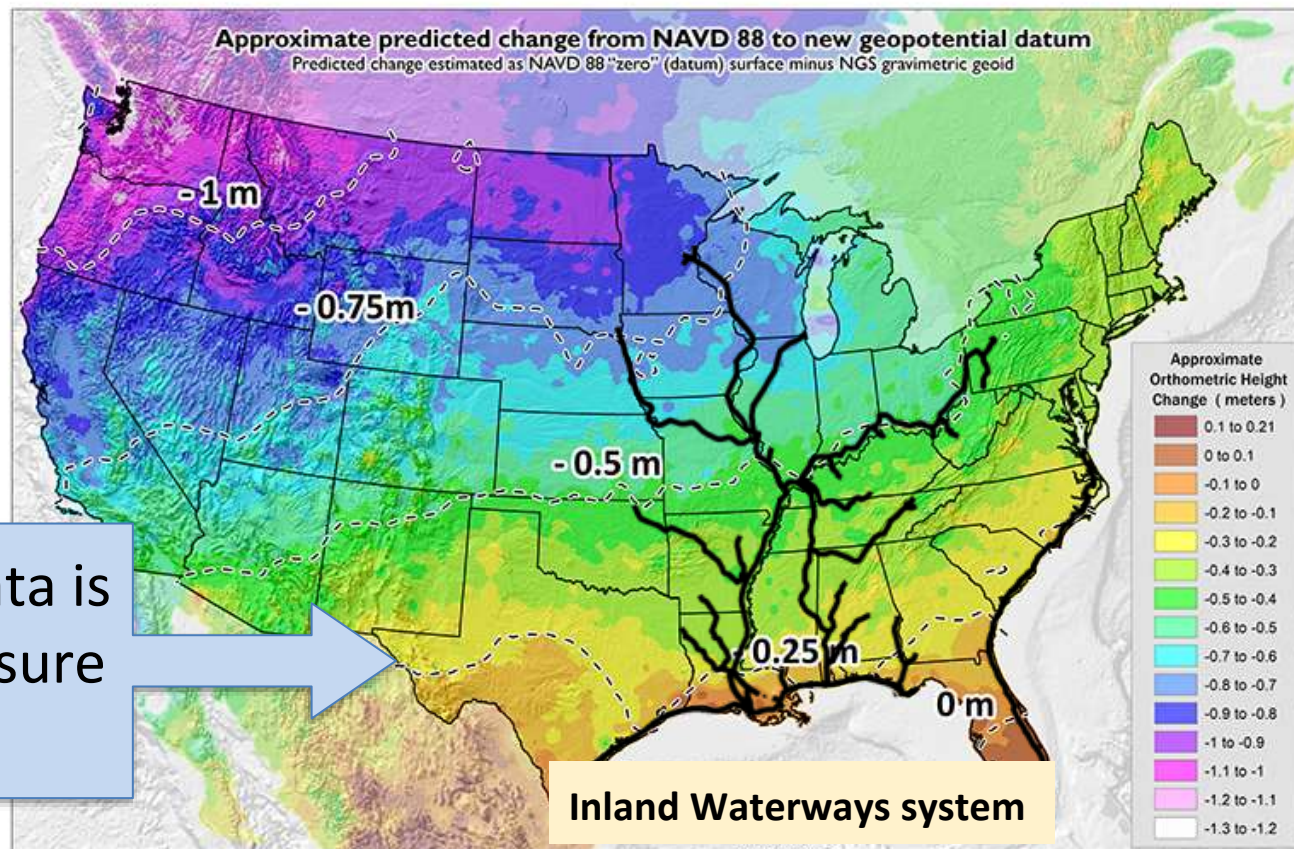 Approximate predicted change from NAVD 88 to new geopotential datum
Predicted change estimated as NAVD 88 "zero" (datum) surface minus NGS gravimetric geoid
- 1 m
- 0.75m
- 0.5 m
- 0.25 m
0 m
ata is
sure
Inland Waterways system
Approximate
Orthometric Height
Change ( meters )
0.1 to 0.21
0 to 0.1
-0.1 to 0
-0.2 to -0.1
-0.3 to -0.2
-0.4 to -0.3
-0.5 to -0.4
-0.6 to -0.5
-0.7 to -0.6
-0.8 to -0.7
-0.9 to -0.8
-1 to -0.9
-1.1 to -1
-1.2 to -1.1
-1.3 to -1.2